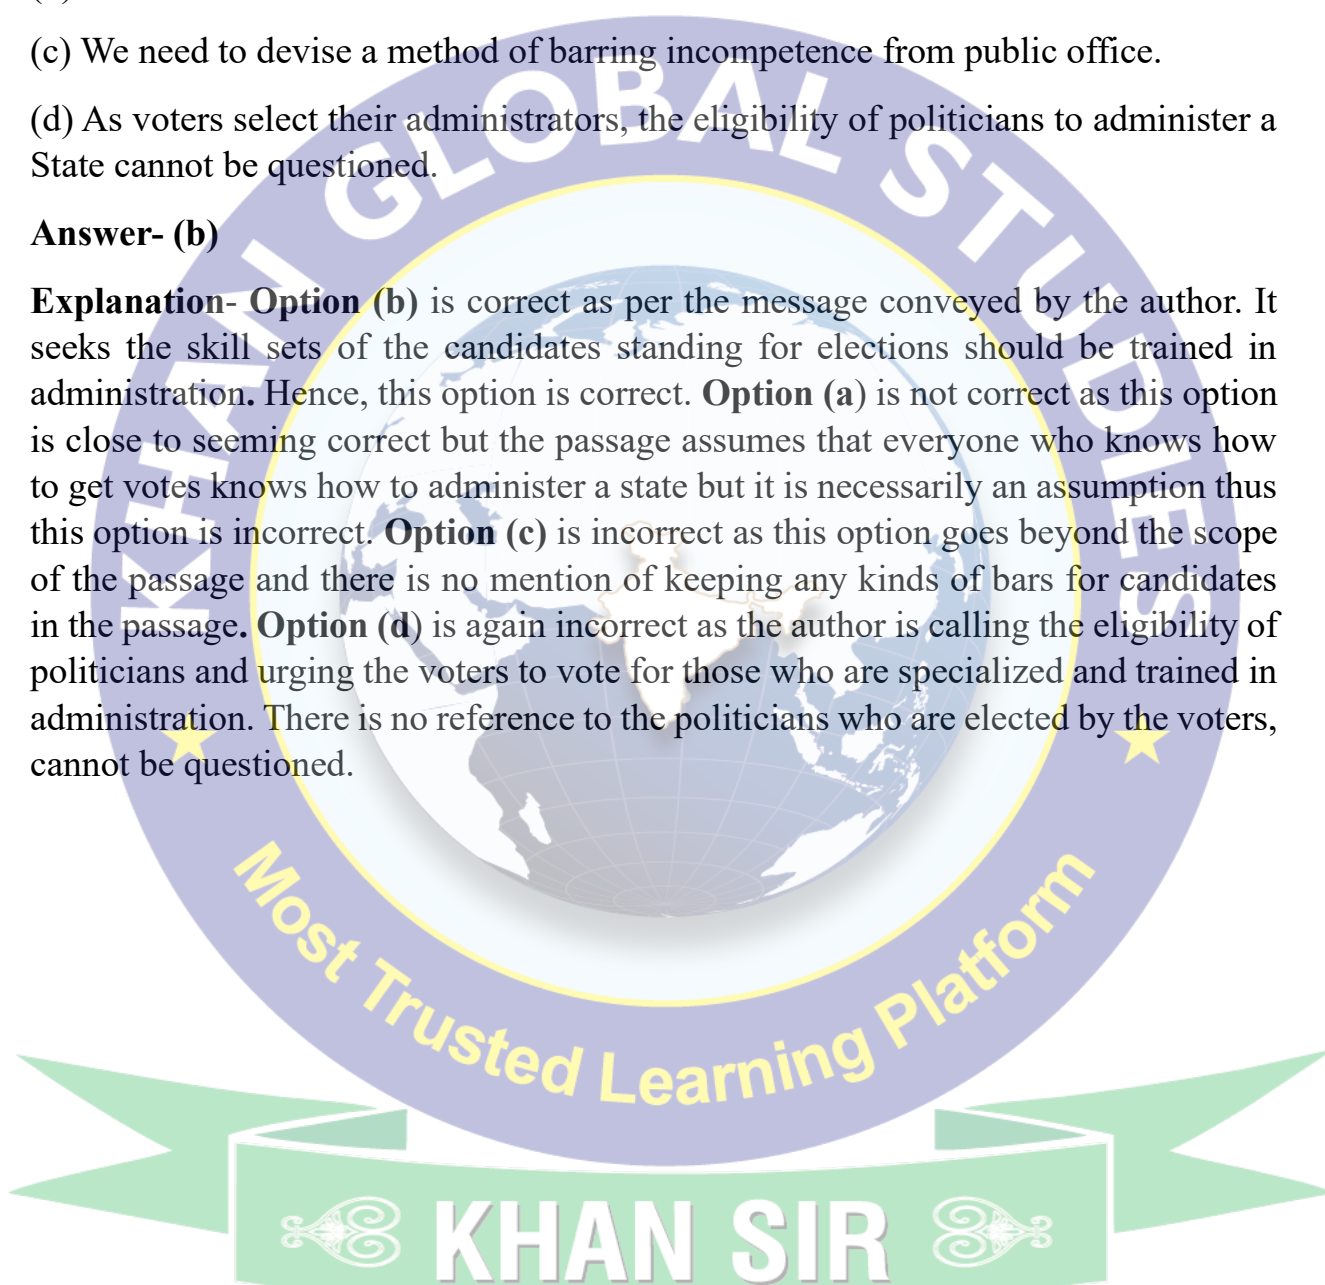 (c) We need to devise a method of barring incompetence from public office.
(d) As voters select their administrators, the eligibility of politicians to administer a
State cannot be questioned.
Answer- (b)
Explanation- Option (b) is correct as per the message conveyed by the author. It
seeks the skill sets of the candidates standing for elections should be trained in
administration. Hence, this option is correct. Option (a) is not correct as this option
is close to seeming correct but the passage assumes that everyone who knows how
to get votes knows how to administer a state but it is necessarily an assumption thus
this option is incorrect. Option (c) is incorrect as this option goes beyond the scope
of the passage and there is no mention of keeping any kinds of bars for candidates
in the passage. Option (d) is again incorrect as the author is calling the eligibility of
politicians and urging the voters to vote for those who are specialized and trained in
administration. There is no reference to the politicians who are elected by the voters,
cannot be questioned.
KHAN GLOBAL STUDIES
Most Trusted Learning Platform
KHAN SIR